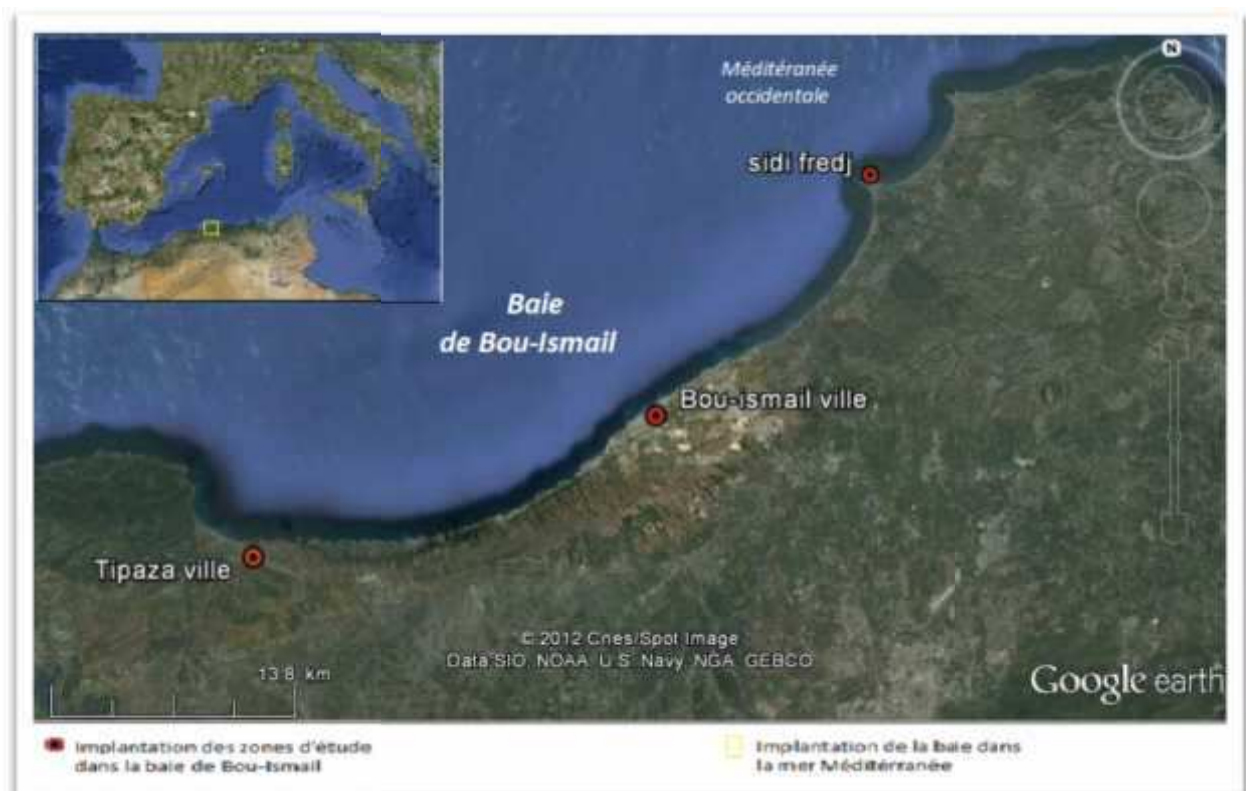 N
Méditéranée
occidentale
sidi fredj
Baie
de Bou-Ismail
Bou-ismail ville
Tipaza ville
© 2012 Cnes/Spot Image
Data SIO, NOAA, U.S. Navy, NGA, GEBCO
13.8 km
Google earth
Implantation des zones d'étude
dans la baie de Bou-Ismail
Implantation de la baie dans
la mer Méditérranée